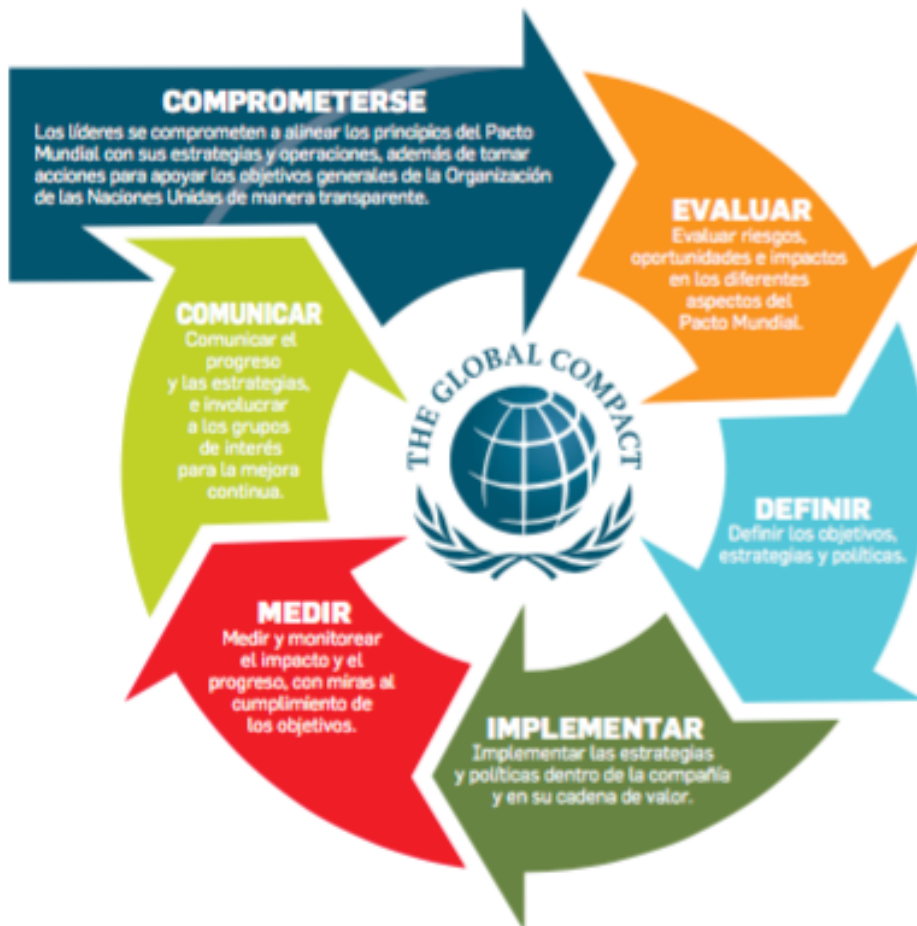 COMPROMETERSE
Los líderes se comprometen a alinear los principios del Pacto
Mundial con sus estrategias y operaciones, además de tomar
acciones para apoyar los objetivos generales de la Organización
de las Naciones Unidas de manera transparente.
EVALUAR
Evaluar riesgos,
oportunidades e impactos
en los diferentes
aspectos del
Pacto Mundial.
DEFINIR
Definir los objetivos,
estrategias y políticas.
IMPLEMENTAR
Implementar las estrategias
y políticas dentro de la compañía
y en su cadena de valor.
MEDIR
Medir y monitorear
el impacto y el
progreso, con miras al
cumplimiento de
los objetivos.
COMUNICAR
Comunicar el
progreso
y las estrategias,
e involucrar
a los grupos
de interés
para la mejora
continua.
THE GLOBAL COMPACT